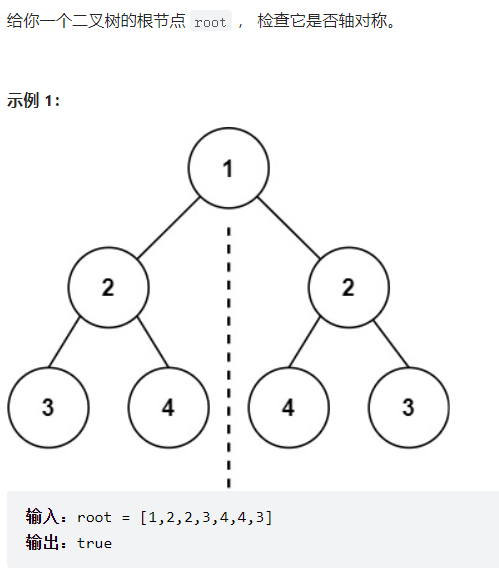 给你一个二叉树的根节点 root ， 检查它是否轴对称。
示例 1：
1
2 2
3 4 4 3
输入：root = [1,2,2,3,4,4,3]
输出：true